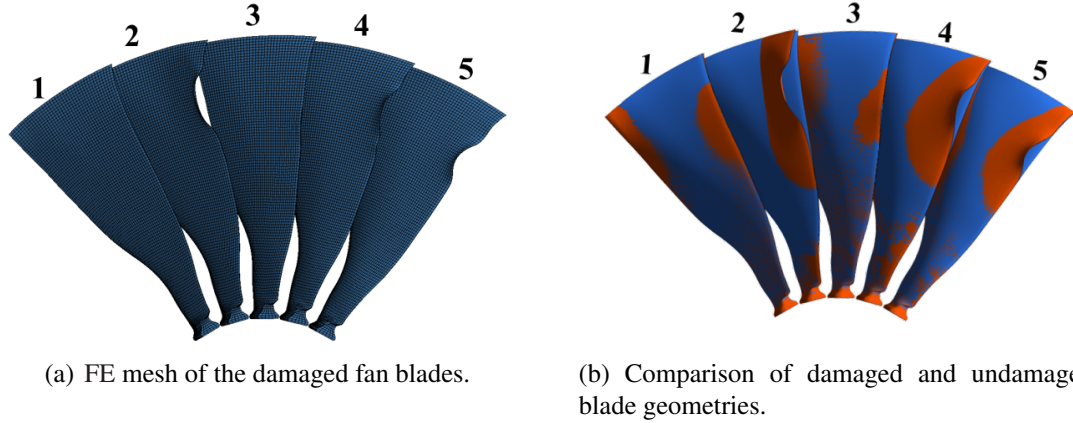 1 2 3 4 5
1 2 3 4 5
(a) FE mesh of the damaged fan blades.
(b) Comparison of damaged and undamage
blade geometries.